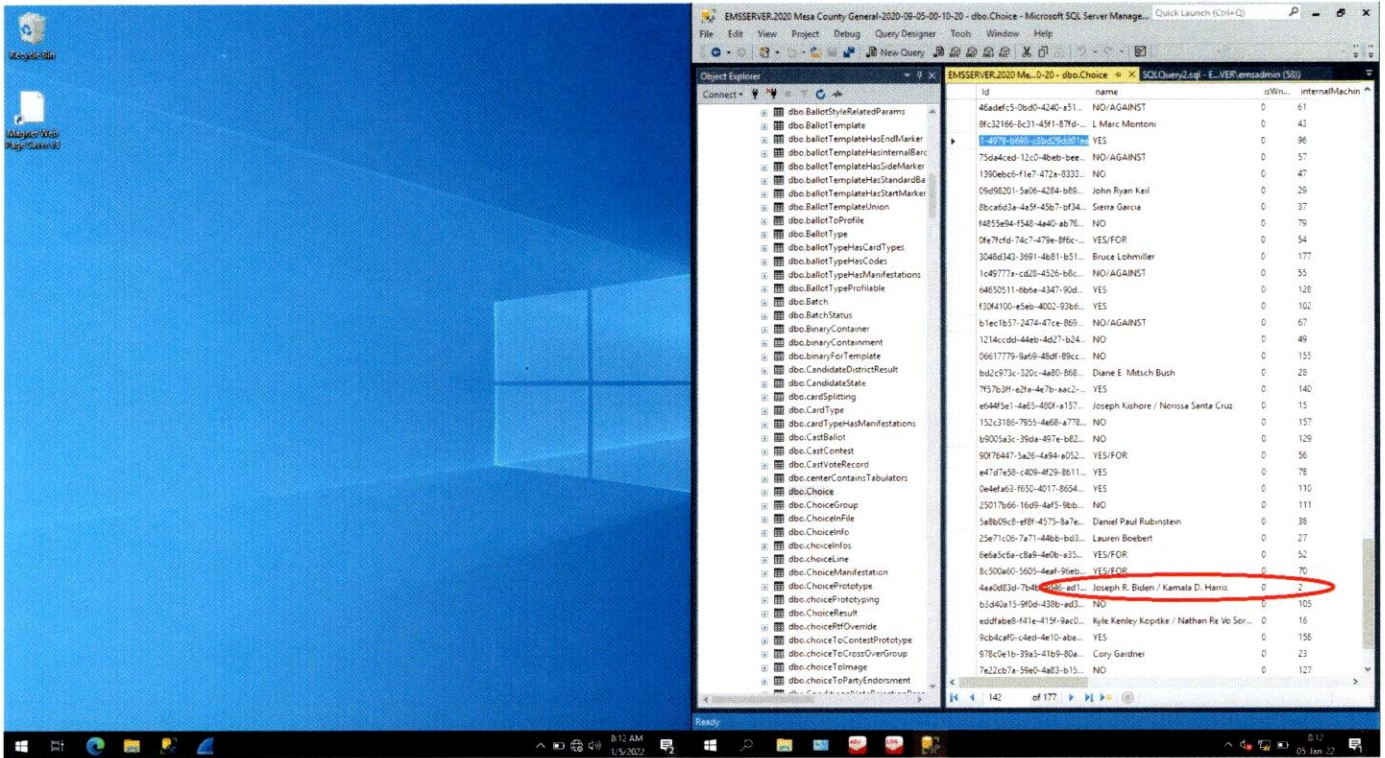 Recycle Bin
Magnet Web
Page Saver V3
EMSSERVER.2020 Mesa County General-2020-09-05-00-10-20 - dbo.Choice - Microsoft SQL Server Manage...
Quick Launch (Ctrl+Q)
File Edit View Project Debug Query Designer Tools Window Help
New Query
Object Explorer
Connect
dbo.BallotStyleRelatedParams
dbo.BallotTemplate
dbo.ballotTemplateHasEndMarker
dbo.ballotTemplateHasInternalBarc
dbo.ballotTemplateHasSideMarker
dbo.ballotTemplateHasStandardBa
dbo.ballotTemplateHasStartMarker
dbo.BallotTemplateUnion
dbo.ballotToProfile
dbo.BallotType
dbo.ballotTypeHasCardTypes
dbo.ballotTypeHasCodes
dbo.ballotTypeHasManifestations
dbo.BallotTypeProfilable
dbo.Batch
dbo.BatchStatus
dbo.BinaryContainer
dbo.binaryContainment
dbo.binaryForTemplate
dbo.CandidateDistrictResult
dbo.CandidateState
dbo.cardSplitting
dbo.CardType
dbo.cardTypeHasManifestations
dbo.CastBallot
dbo.CastContest
dbo.CastVoteRecord
dbo.centerContainsTabulators
dbo.Choice
dbo.ChoiceGroup
dbo.ChoiceInFile
dbo.ChoiceInfo
dbo.choiceInfos
dbo.choiceLine
dbo.ChoiceManifestation
dbo.ChoicePrototype
dbo.choicePrototyping
dbo.ChoiceResult
dbo.choiceRtfOverride
dbo.choiceToContestPrototype
dbo.choiceToCrossOverGroup
dbo.choiceToImage
dbo.choiceToPartyEndorsment
EMSSERVER.2020 Me...0-20 - dbo.Choice
SQLQuery2.sql - E...VER\emsadmin (58))
Id name isWri... internalMachin
46adefc5-0bd0-4240-a51... NO/AGAINST 0 61
8fc32166-8c31-45f1-87fd-... L Marc Montoni 0 43
1-4979-b698-c8bd29dd01ea YES 0 96
75da4ced-12c0-4beb-bee... NO/AGAINST 0 57
1390ebc6-f1e7-472a-8333... NO 0 47
09d98201-5a06-4284-b89... John Ryan Keil 0 29
8bca6d3a-4a5f-45b7-bf34... Sierra Garcia 0 37
f4855e94-f548-4a40-ab76... NO 0 79
0fe7fcfd-74c7-479e-8f6c-... YES/FOR 0 54
3048d343-3691-4b81-b51... Bruce Lohmiller 0 177
1c49777a-cd28-4526-b8c... NO/AGAINST 0 55
64650511-6b6a-4347-90d... YES 0 128
f30f4100-e5eb-4002-93b6... YES 0 102
b1ec1b57-2474-47ce-869... NO/AGAINST 0 67
1214ccdd-44eb-4d27-b24... NO 0 49
06617779-9a69-48df-89cc... NO 0 155
bd2c973c-320c-4a80-868... Diane E. Mitsch Bush 0 28
7f57b3ff-e2fa-4e7b-aac2-... YES 0 140
e644f5e1-4a65-480f-a157... Joseph Kishore / Norissa Santa Cruz 0 15
152c3186-7955-4e68-a778... NO 0 157
b9005a3c-39da-497e-b82... NO 0 129
90f76447-5a26-4a94-a052... YES/FOR 0 56
e47d7e58-c409-4f29-8611... YES 0 78
0e4efa63-f650-4017-8654... YES 0 110
25017b66-16d9-4af5-9bb... NO 0 111
5a8b09c8-ef8f-4575-8a7e... Daniel Paul Rubinstein 0 38
25e71c06-7a71-44bb-bd3... Lauren Boebert 0 27
6e6a5c6a-c8a9-4e0b-a35... YES/FOR 0 52
8c500a60-5605-4eaf-96eb... YES/FOR 0 70
Joseph R. Biden / Kamala D. Harris 0 2
b3d40a15-9f0d-438b-ad3... NO 0 105
eddfabe8-f41e-415f-9ac0... Kyle Kenley Kopitke / Nathan Re Vo Sor... 0 16
9cb4caf0-c4ed-4e10-abe... YES 0 158
978c0e1b-39a5-41b9-80a... Cory Gardner 0 23
7e22cb7a-59e0-4a83-b15... NO 0 127
142 of 177
Ready
8:12 AM
1/5/2022
8:12
05 Jan 22